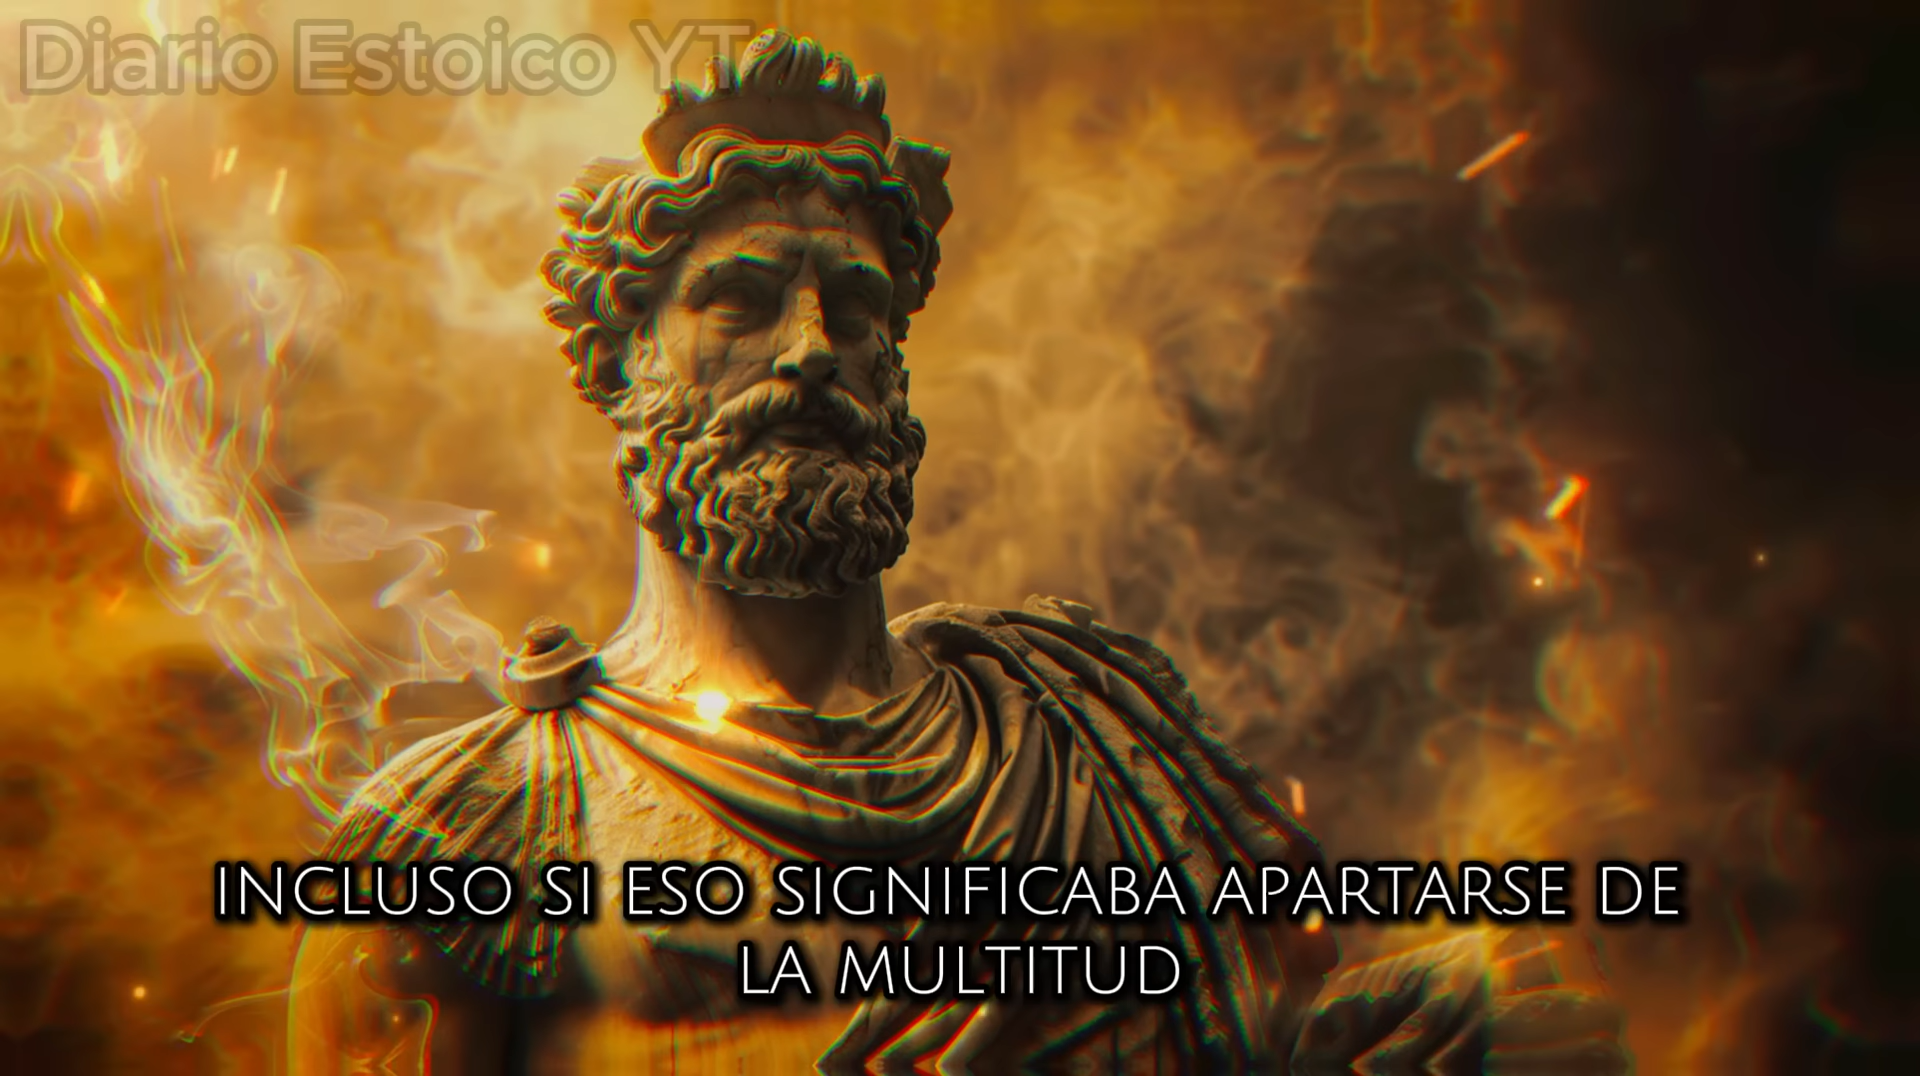 Diario Estoico YT
INCLUSO SI ESO SIGNIFICABA APARTARSE DE
LA MULTITUD